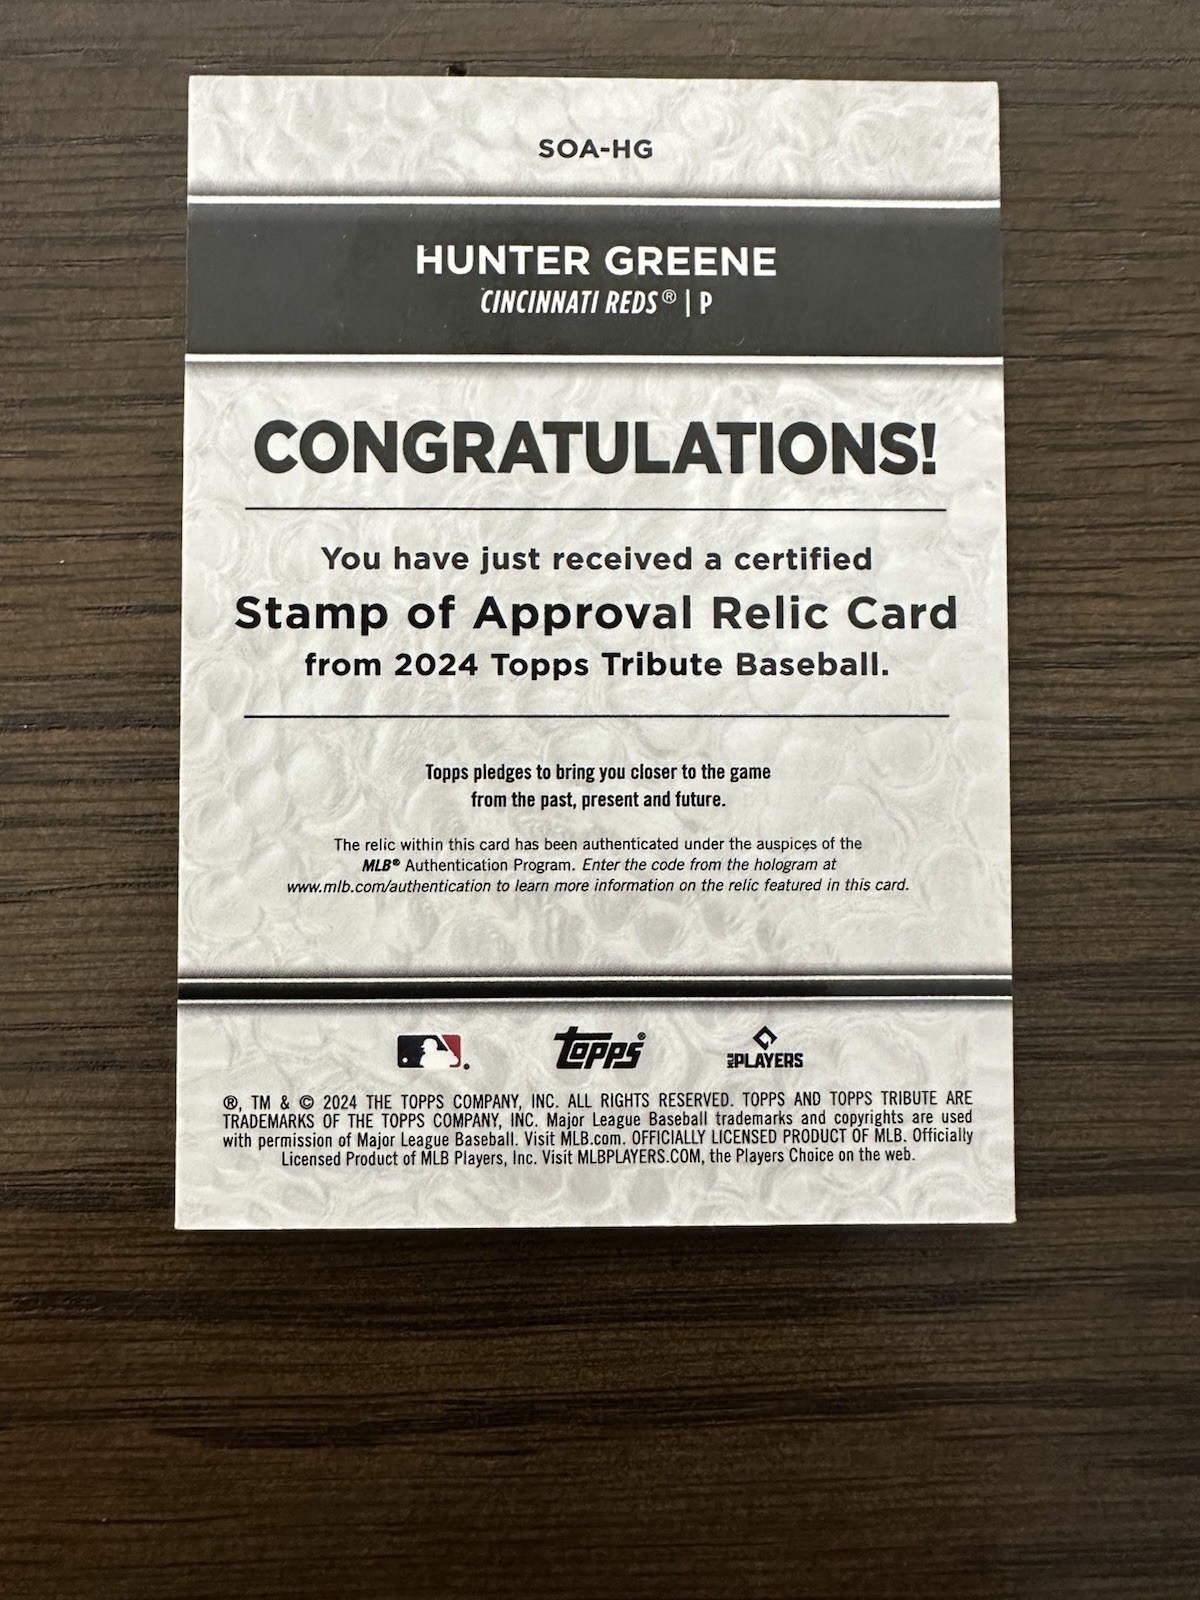 SOA-HG
HUNTER GREENE
CINCINNATI REDS® | P
CONGRATULATIONS!
You have just received a certified
Stamp of Approval Relic Card
from 2024 Topps Tribute Baseball.
Topps pledges to bring you closer to the game
from the past, present and future.
The relic within this card has been authenticated under the auspices of the
MLB® Authentication Program. Enter the code from the hologram at
www.mlb.com/authentication to learn more information on the relic featured in this card.
Topps® MLB PLAYERS
®, TM & © 2024 THE TOPPS COMPANY, INC. ALL RIGHTS RESERVED. TOPPS AND TOPPS TRIBUTE ARE
TRADEMARKS OF THE TOPPS COMPANY, INC. Major League Baseball trademarks and copyrights are used
with permission of Major League Baseball. Visit MLB.com. OFFICIALLY LICENSED PRODUCT OF MLB. Officially
Licensed Product of MLB Players, Inc. Visit MLBPLAYERS.COM, the Players Choice on the web.